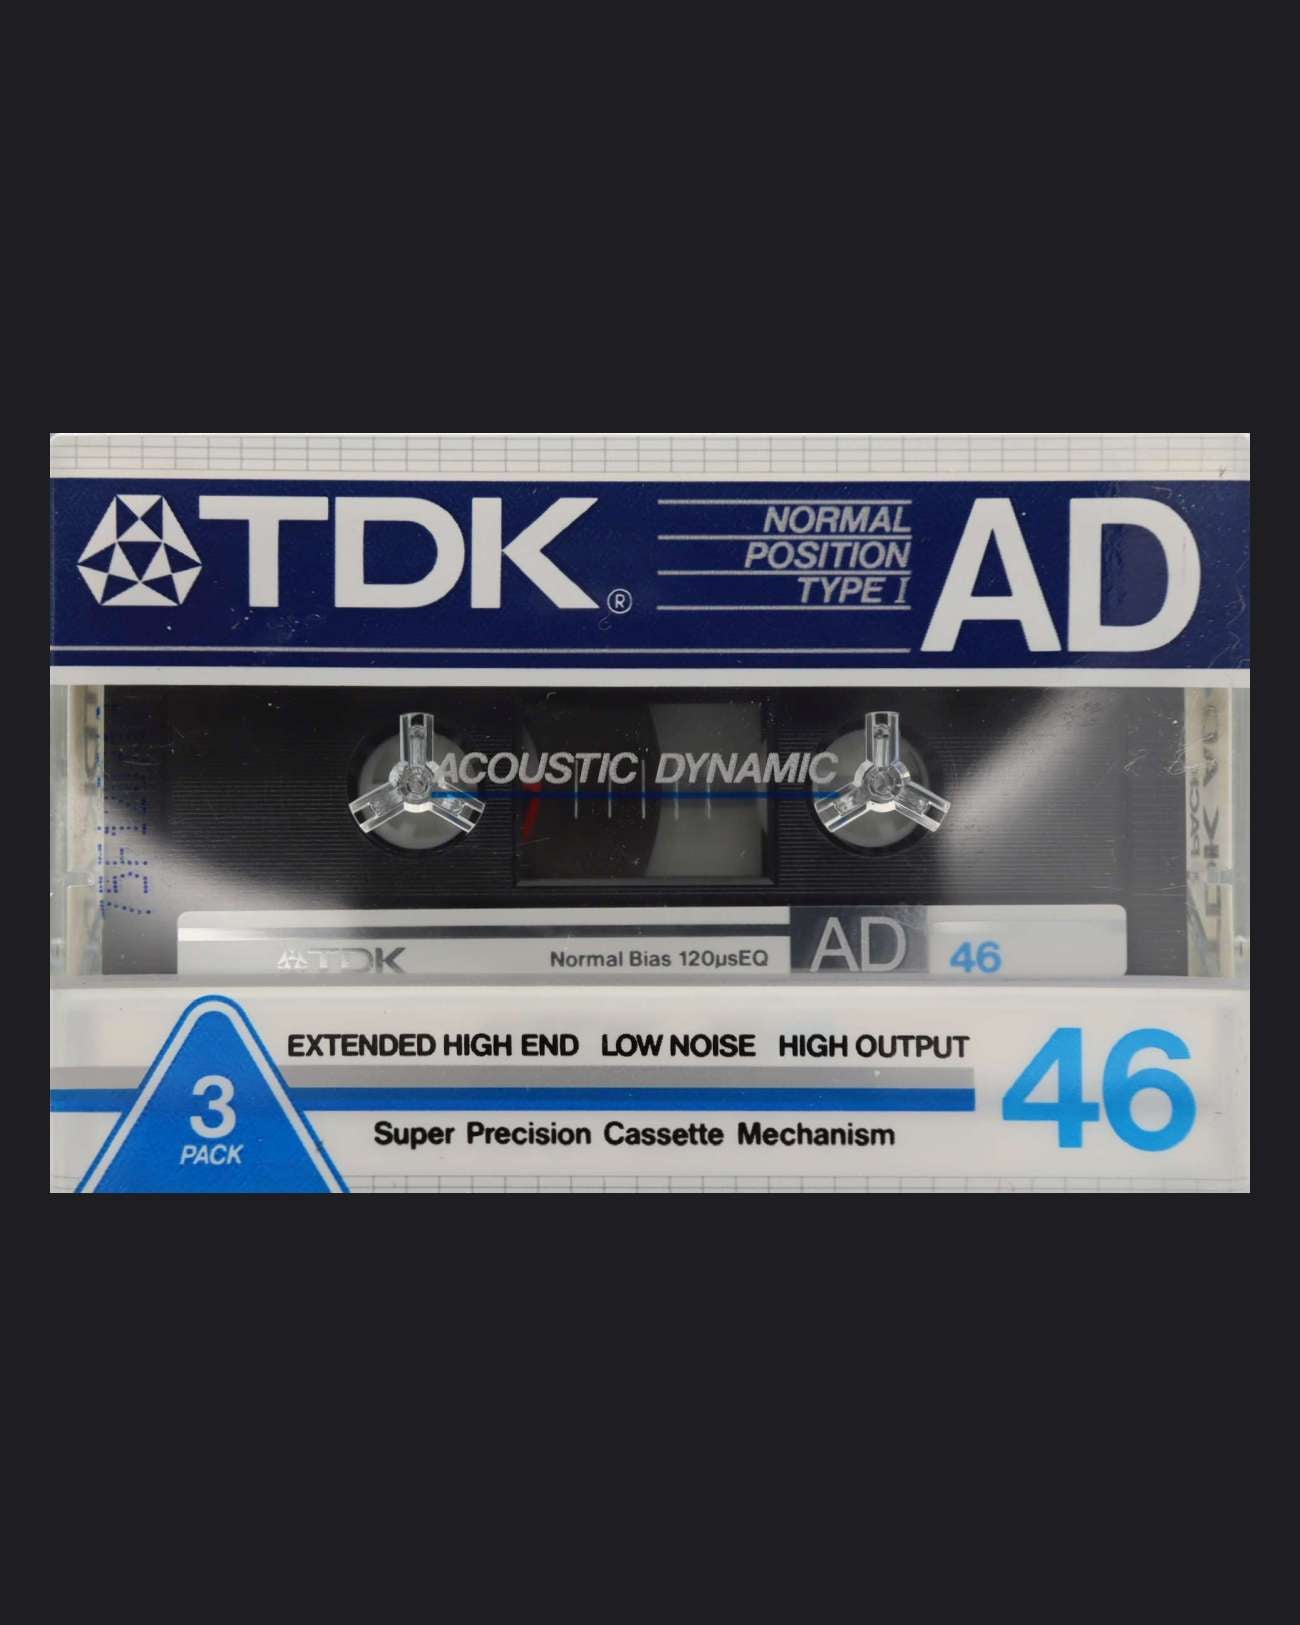 TDK®
NORMAL
POSITION
TYPE I
AD
ACOUSTIC DYNAMIC
TDK
Normal Bias 120µsEQ
AD
46
EXTENDED HIGH END LOW NOISE HIGH OUTPUT
46
3
PACK
Super Precision Cassette Mechanism